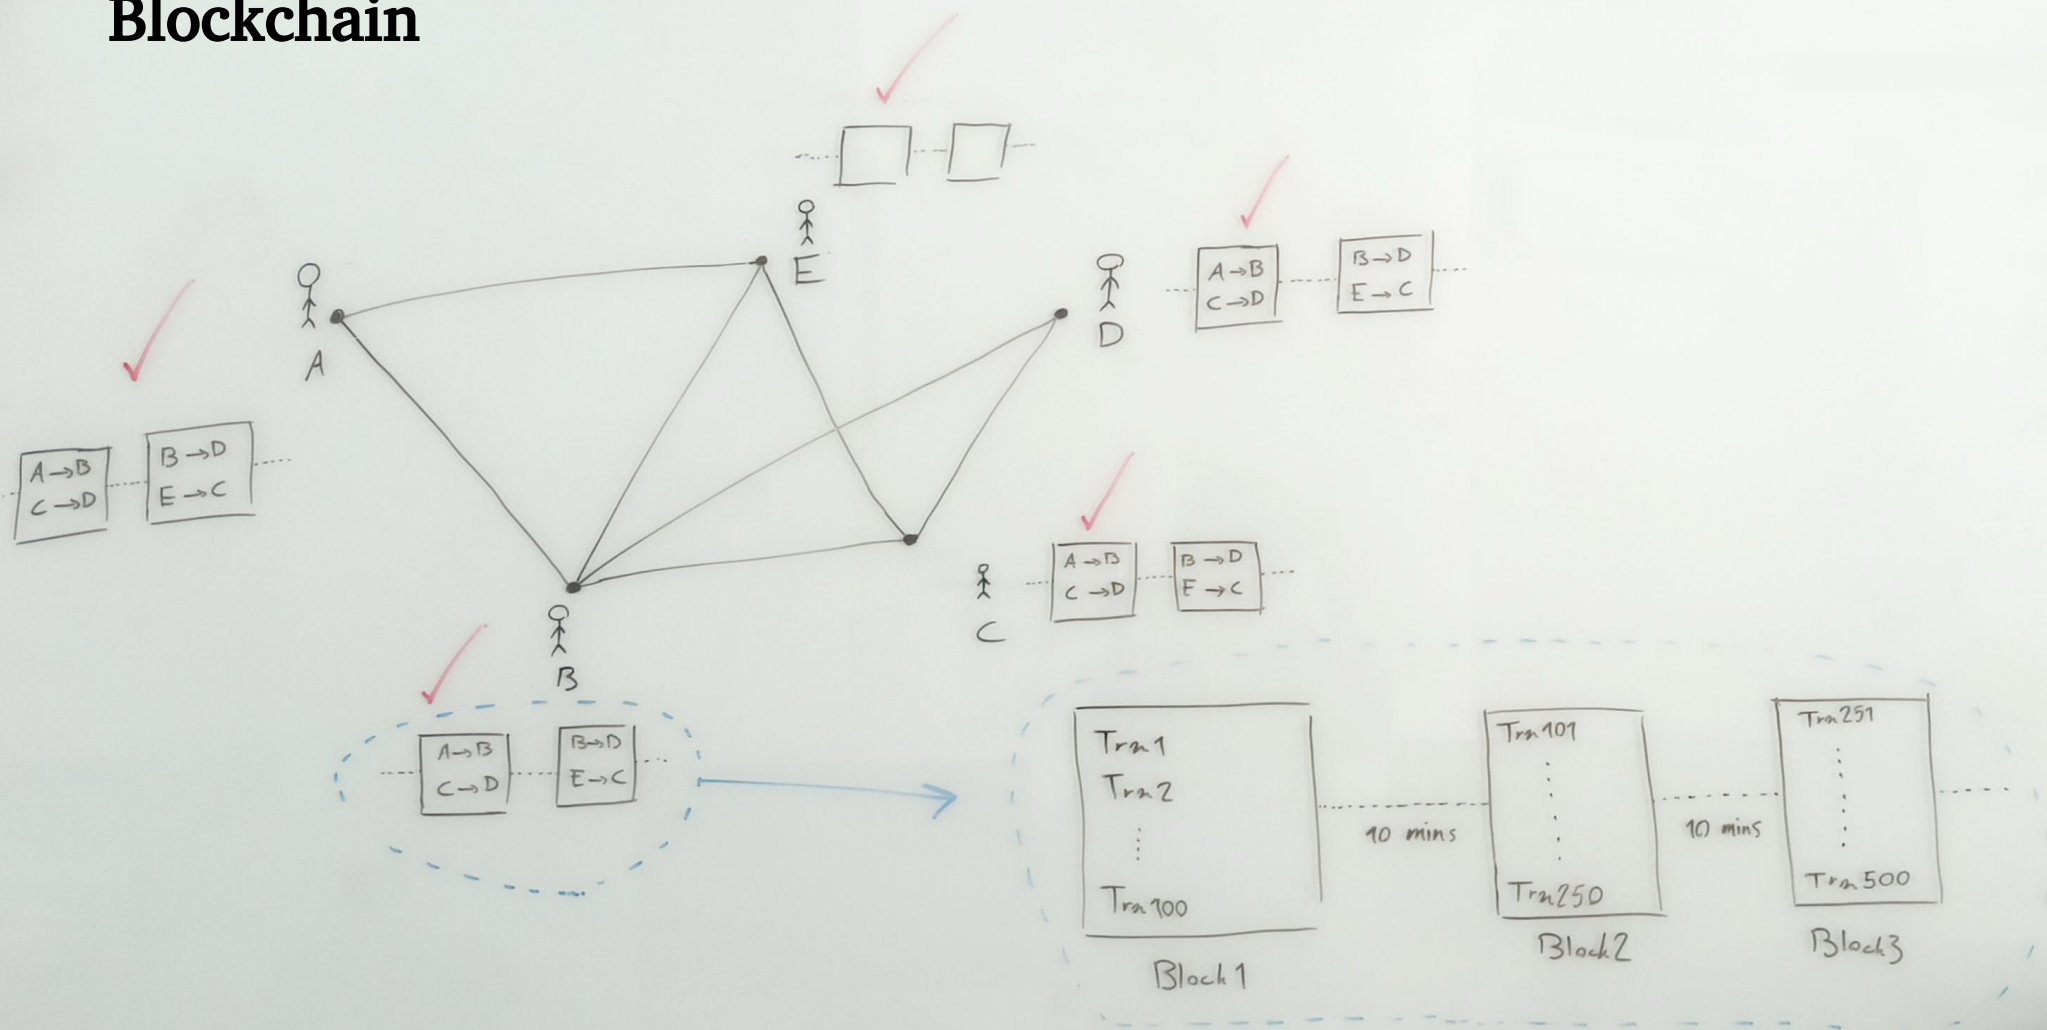 Blockchain
E
A → B
C → D
B → D
E → C
D
A
A → B
C → D
B → D
E → C
A → B
C → D
B → D
E → C
C
B
A → B
C → D
B → D
E → C
Trn 1
Trn 2
Trn 100
Block 1
10 mins
Trn 101
Trn 250
Block 2
10 mins
Trn 251
Trn 500
Block 3